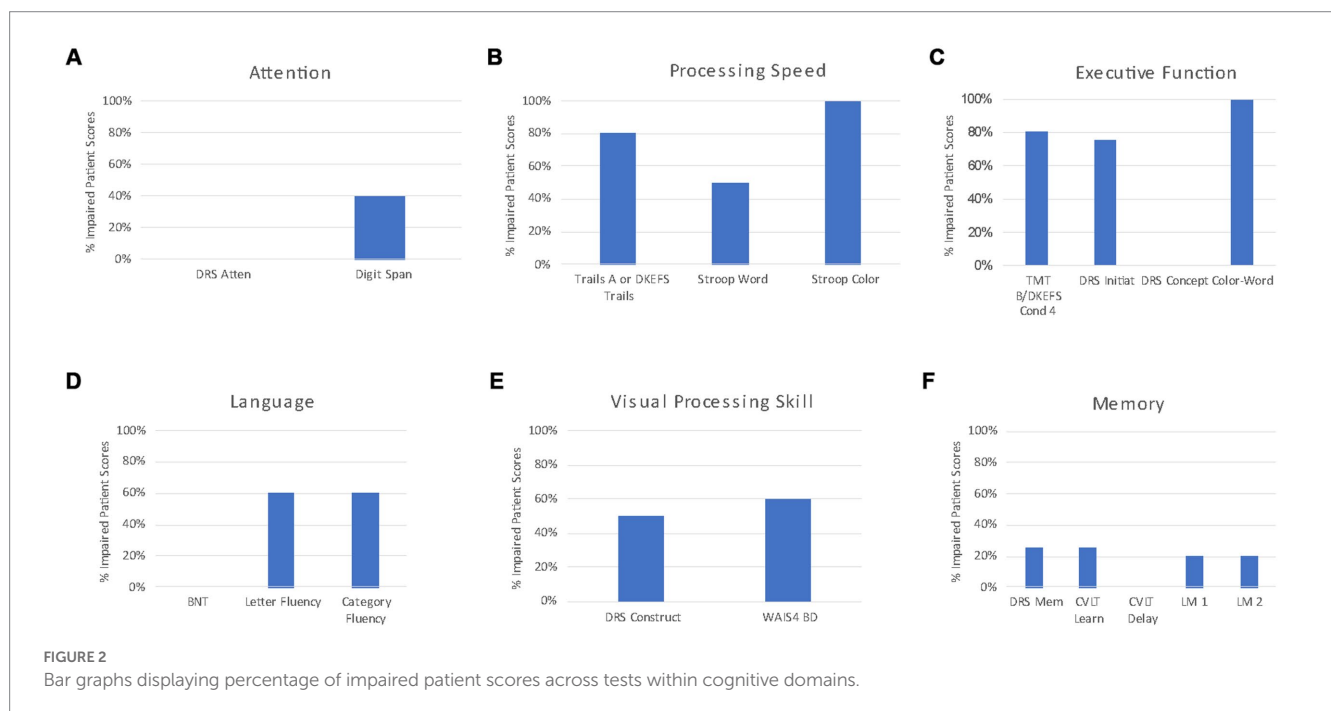 A
Attention
% Impaired Patient Scores
100%
80%
60%
40%
20%
0%
DRS Atten
Digit Span
B
Processing Speed
% Impaired Patient Scores
100%
80%
60%
40%
20%
0%
Trails A or DKEFS
Trails
Stroop Word
Stroop Color
C
Executive Function
% Impaired Patient Scores
100%
80%
60%
40%
20%
0%
TMT
B/DKEFS
Cond 4
DRS Initiat
DRS Concept
Color-Word
D
Language
% Impaired Patient Scores
100%
80%
60%
40%
20%
0%
BNT
Letter Fluency
Category
Fluency
E
Visual Processing Skill
% Impaired Patient Scores
100%
80%
60%
40%
20%
0%
DRS Construct
WAIS4 BD
F
Memory
% Impaired Patient Scores
100%
80%
60%
40%
20%
0%
DRS Mem
CVLT
Learn
CVLT
Delay
LM 1
LM 2
FIGURE 2
Bar graphs displaying percentage of impaired patient scores across tests within cognitive domains.